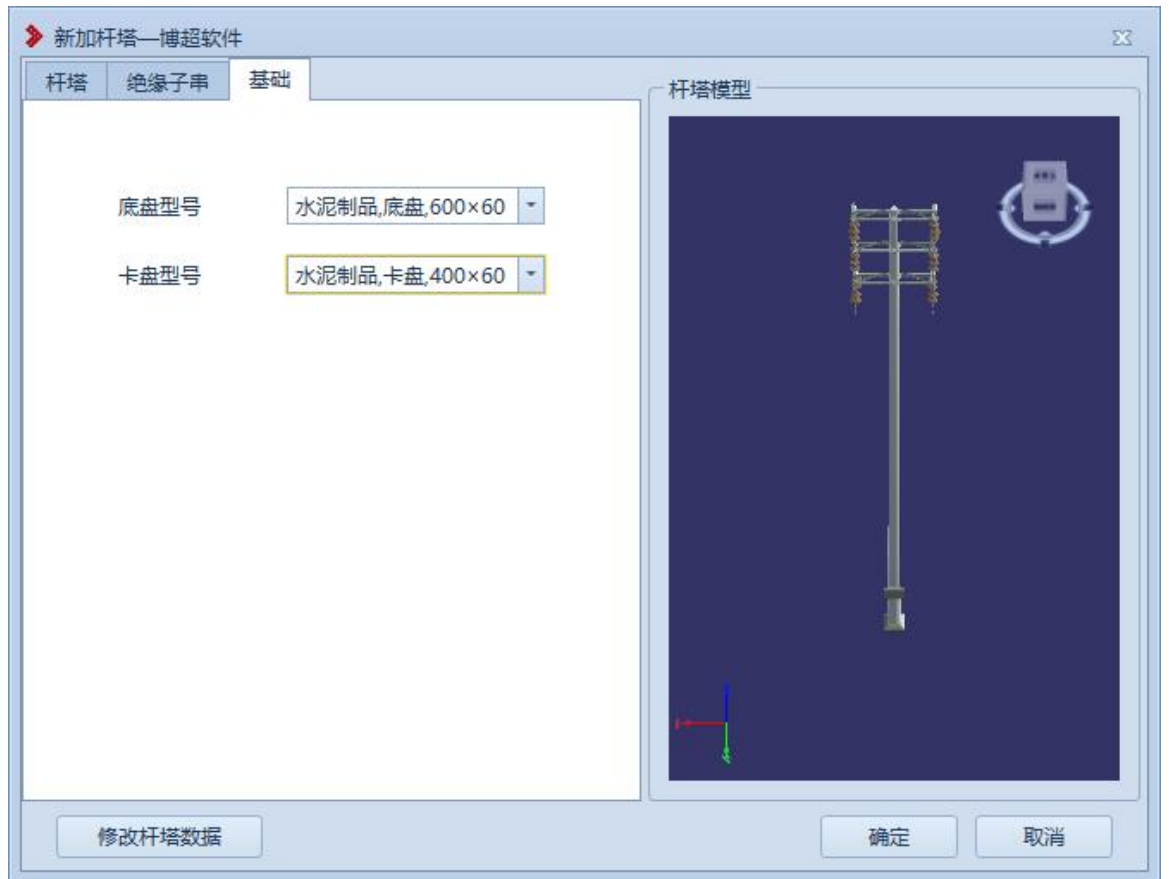 新加杆塔—博超软件
杆塔 绝缘子串 基础
杆塔模型
底盘型号 水泥制品,底盘,600×60
卡盘型号 水泥制品,卡盘,400×60
修改杆塔数据 确定 取消